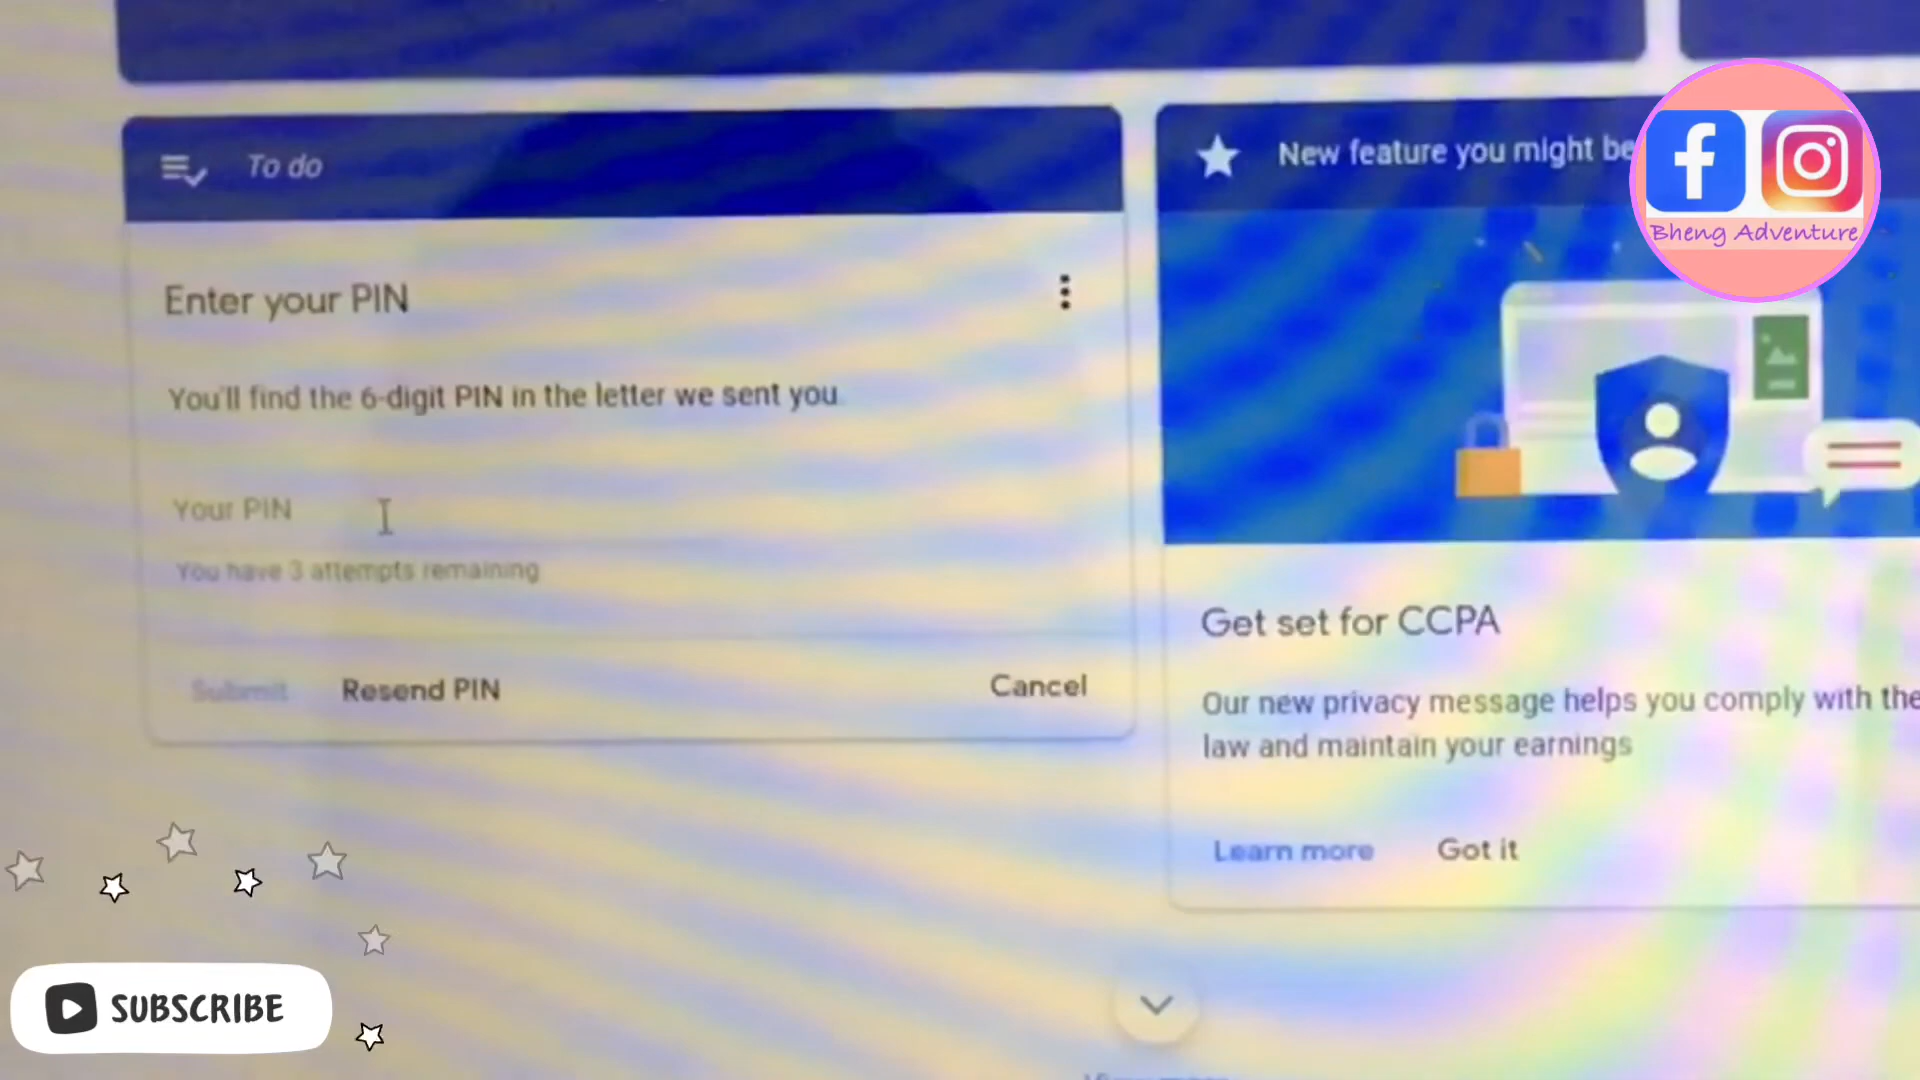 To do
Enter your PIN
You'll find the 6-digit PIN in the letter we sent you.
Your PIN
You have 3 attempts remaining
Submit
Resend PIN
Cancel
New feature you might be
Get set for CCPA
Our new privacy message helps you comply with the
law and maintain your earnings
Learn more
Got it
Bheng Adventure
SUBSCRIBE